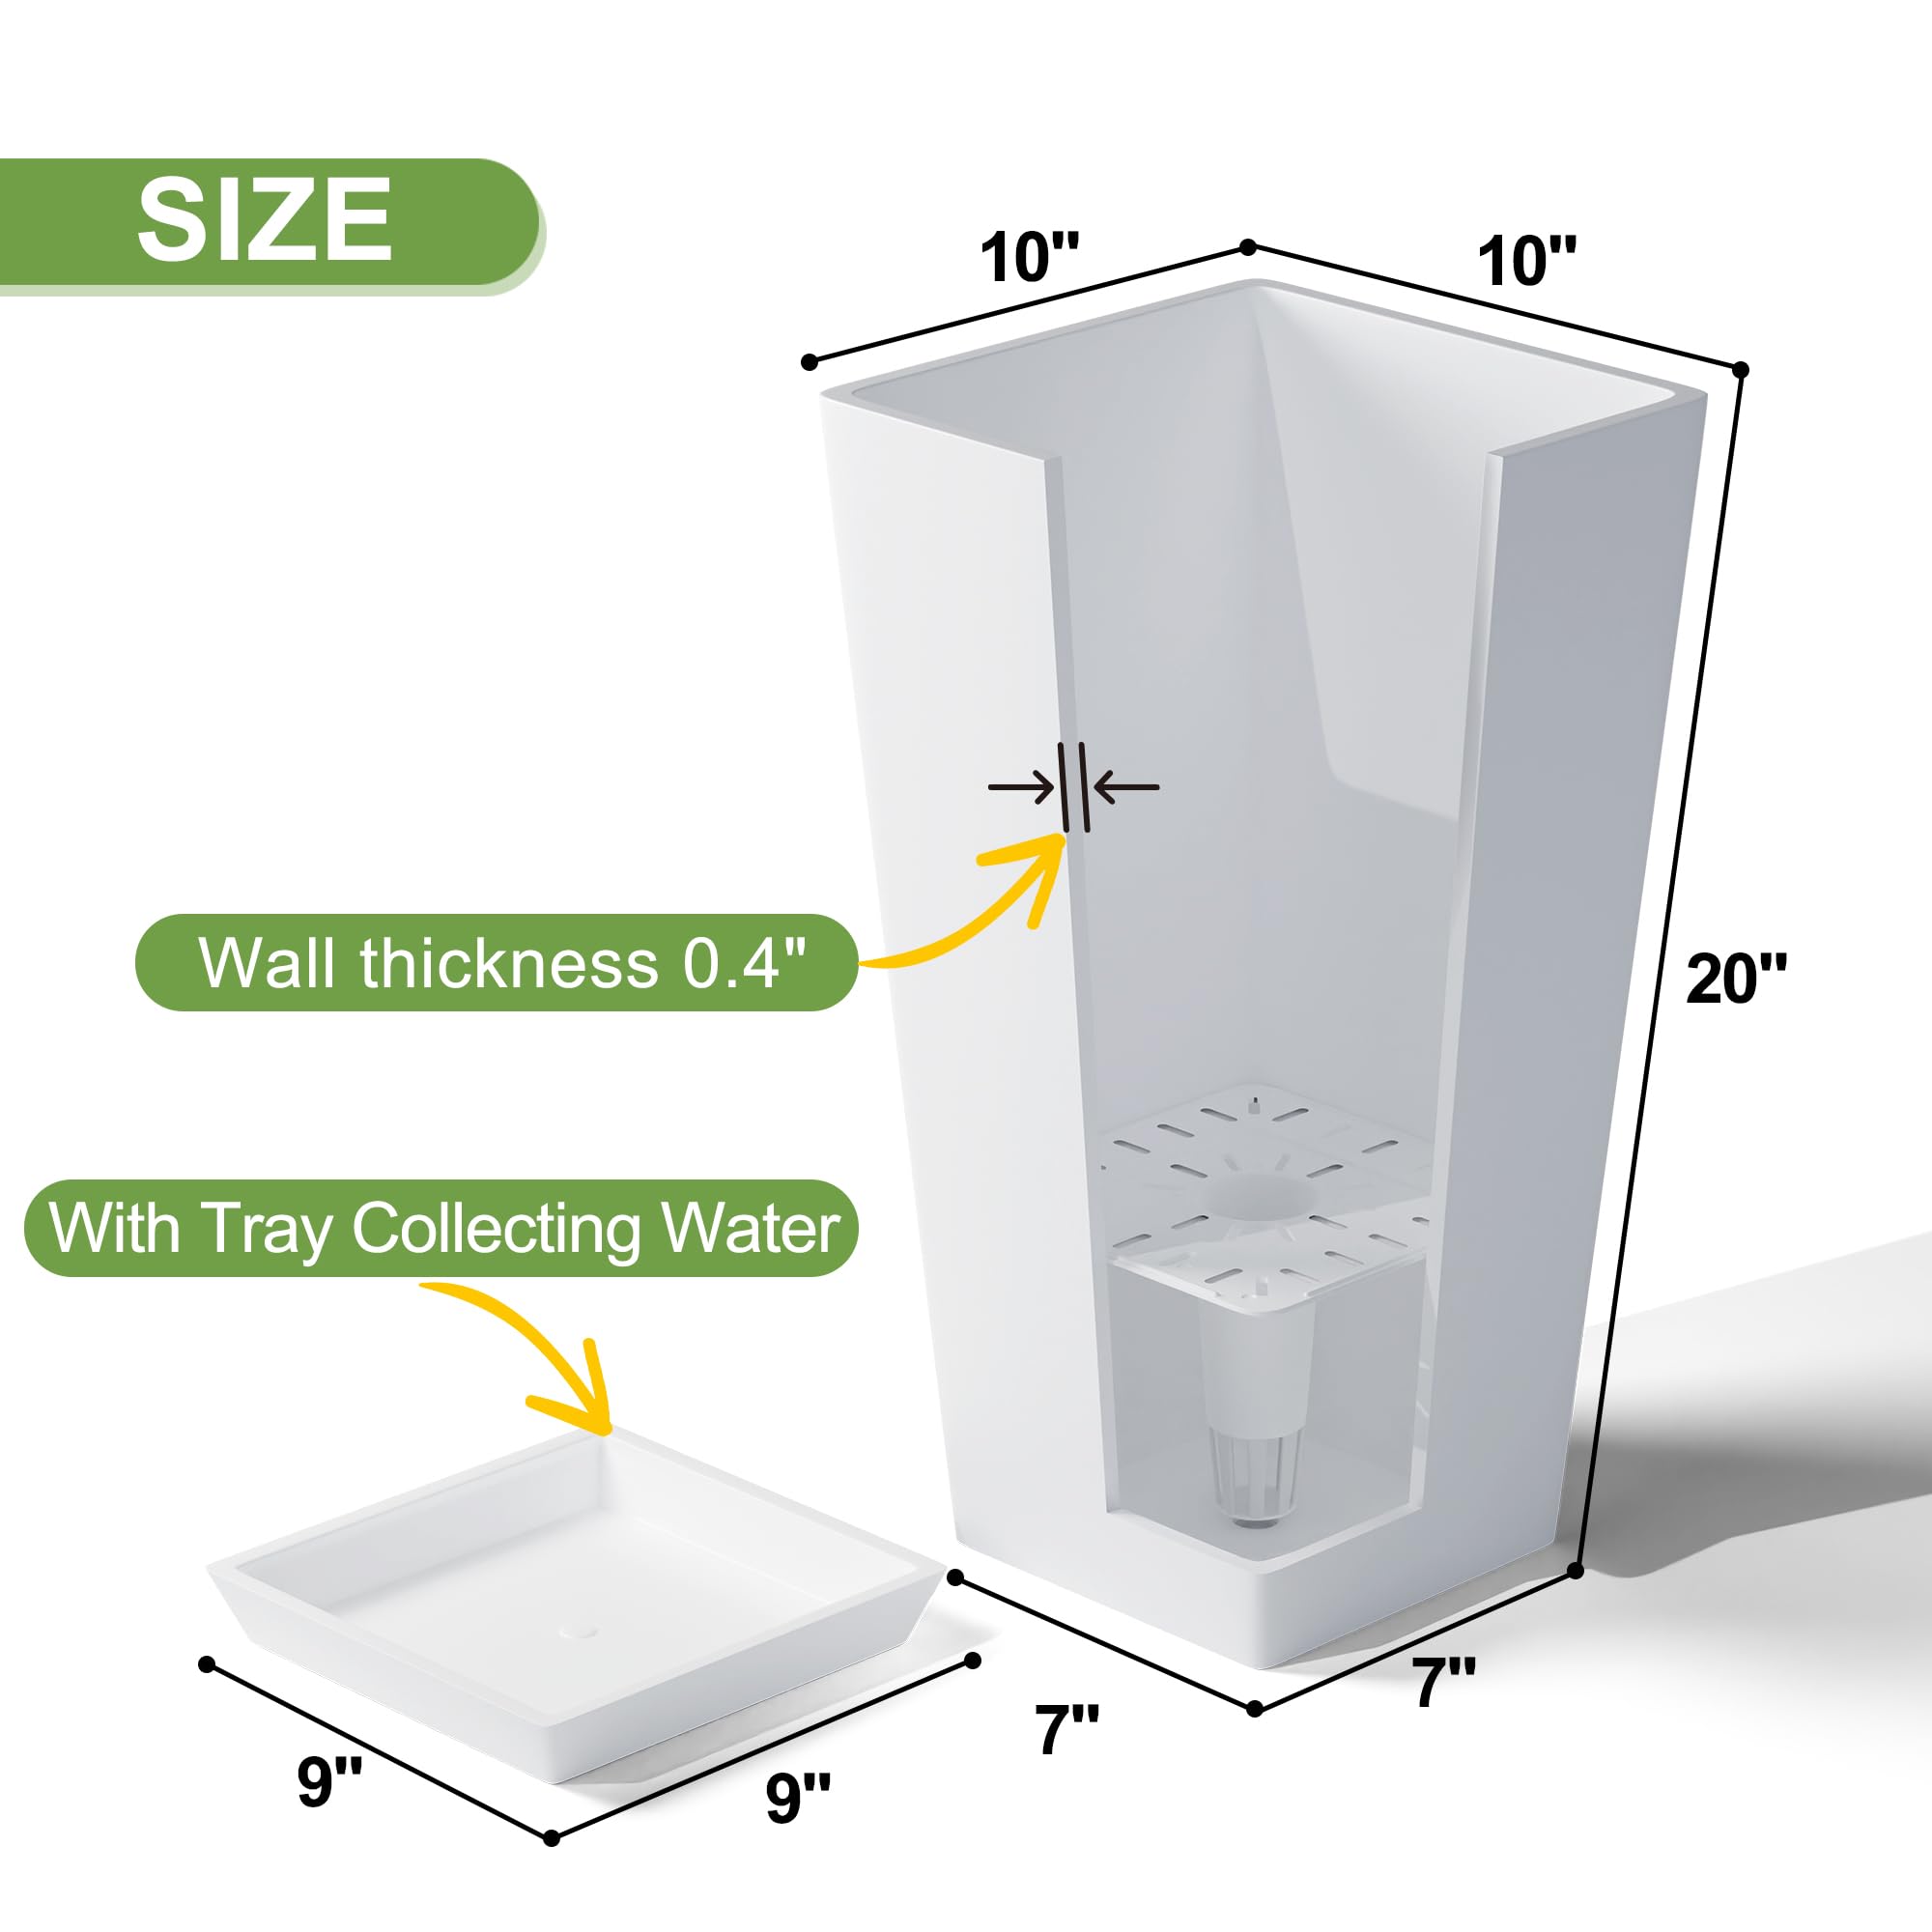 SIZE
10"
10"
Wall thickness 0.4"
20"
With Tray Collecting Water
7"
7"
9"
9"